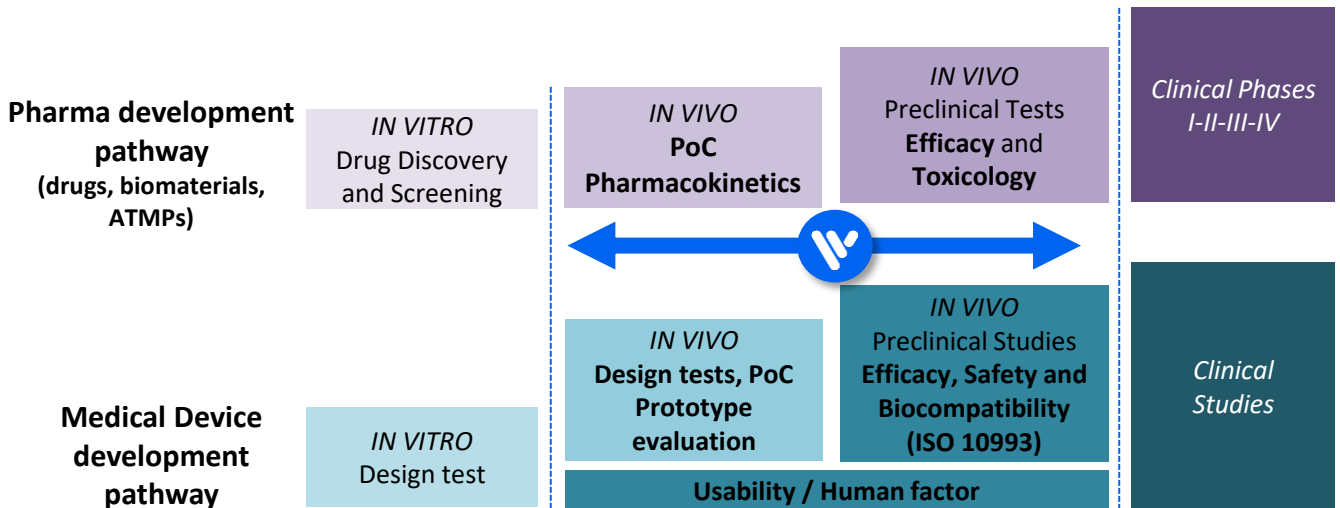 Pharma development
pathway
(drugs, biomaterials,
ATMPs)
IN VITRO
Drug Discovery
and Screening
IN VIVO
PoC
Pharmacokinetics
IN VIVO
Preclinical Tests
Efficacy and
Toxicology
Clinical Phases
I-II-III-IV
Medical Device
development
pathway
IN VITRO
Design test
IN VIVO
Design tests, PoC
Prototype
evaluation
IN VIVO
Preclinical Studies
Efficacy, Safety and
Biocompatibility
(ISO 10993)
Usability / Human factor
Clinical
Studies